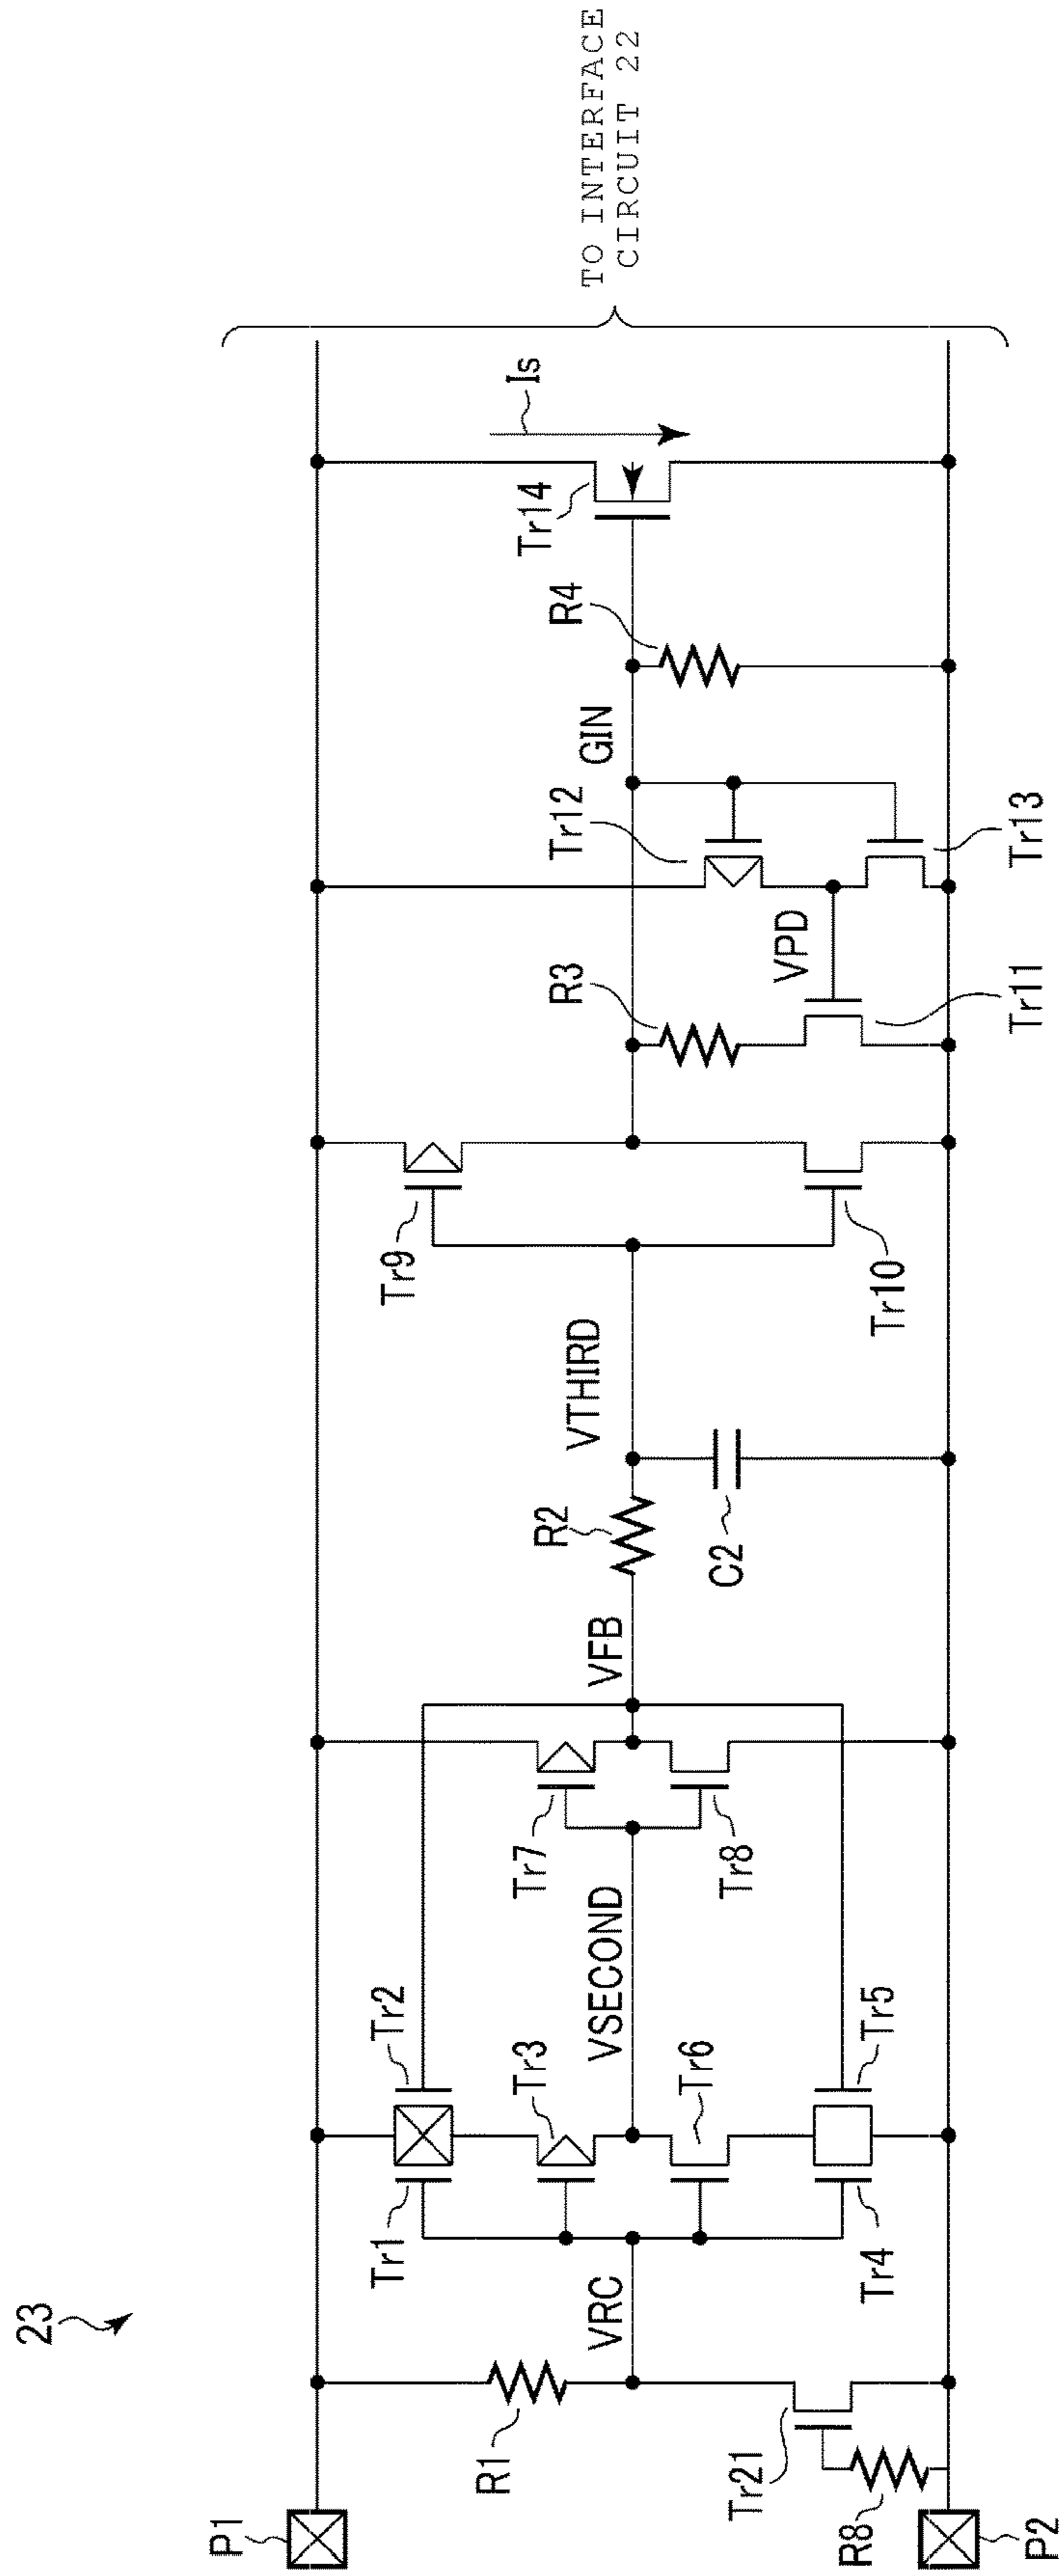 23
P1
P2
R1
R8
Tr21
VRC
Tr1
Tr2
Tr3
Tr6
Tr4
Tr5
VSECOND
Tr7
Tr8
VFB
R2
C2
VTHIRD
Tr9
Tr10
R3
Tr11
VPD
Tr12
Tr13
GIN
R4
Tr14
Is
TO INTERFACE
CIRCUIT 22